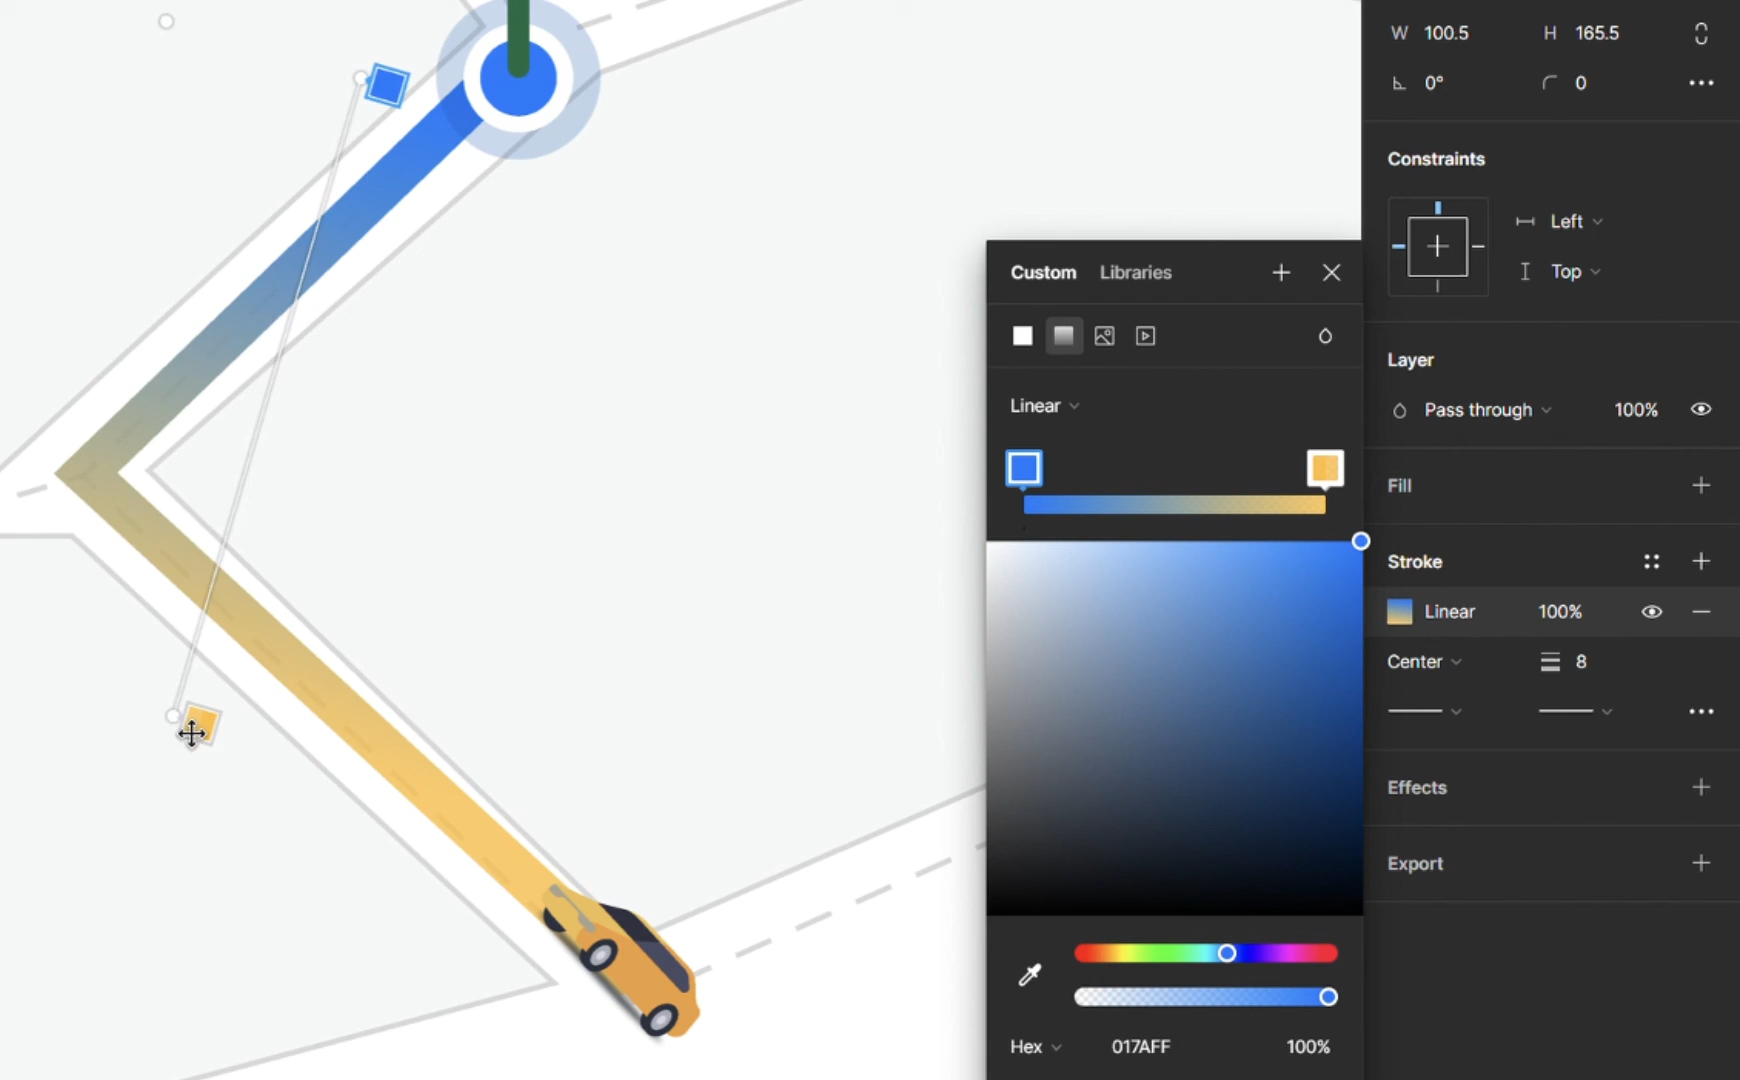 W 100.5 H 165.5
0° 0
Constraints
Left
Top
Custom Libraries
Linear
Layer
Pass through 100%
Fill
Stroke
Linear 100%
Center 8
Effects
Export
Hex 017AFF 100%